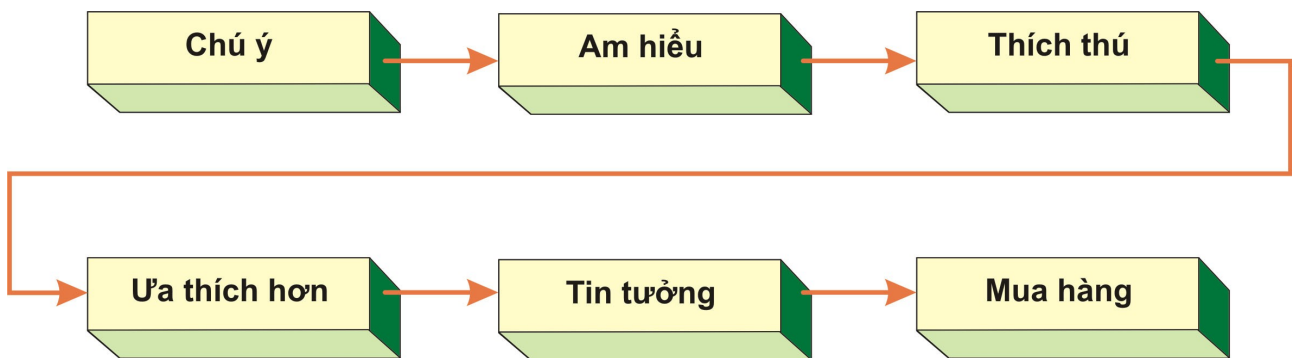 Chú ý
Am hiểu
Thích thú
Ưa thích hơn
Tin tưởng
Mua hàng